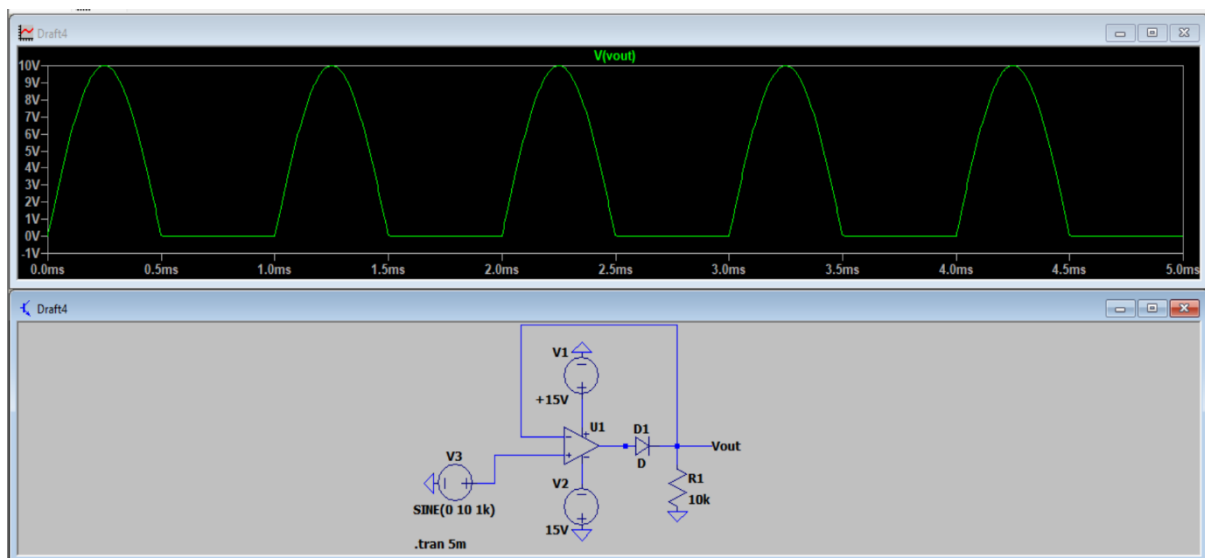 Draft4
V(vout)
10V
9V
8V
7V
6V
5V
4V
3V
2V
1V
0V
-1V
0.0ms 0.5ms 1.0ms 1.5ms 2.0ms 2.5ms 3.0ms 3.5ms 4.0ms 4.5ms 5.0ms
Draft4
V1
+15V
U1
D1
D
Vout
V3
SINE(0 10 1k)
V2
15V
R1
10k
.tran 5m